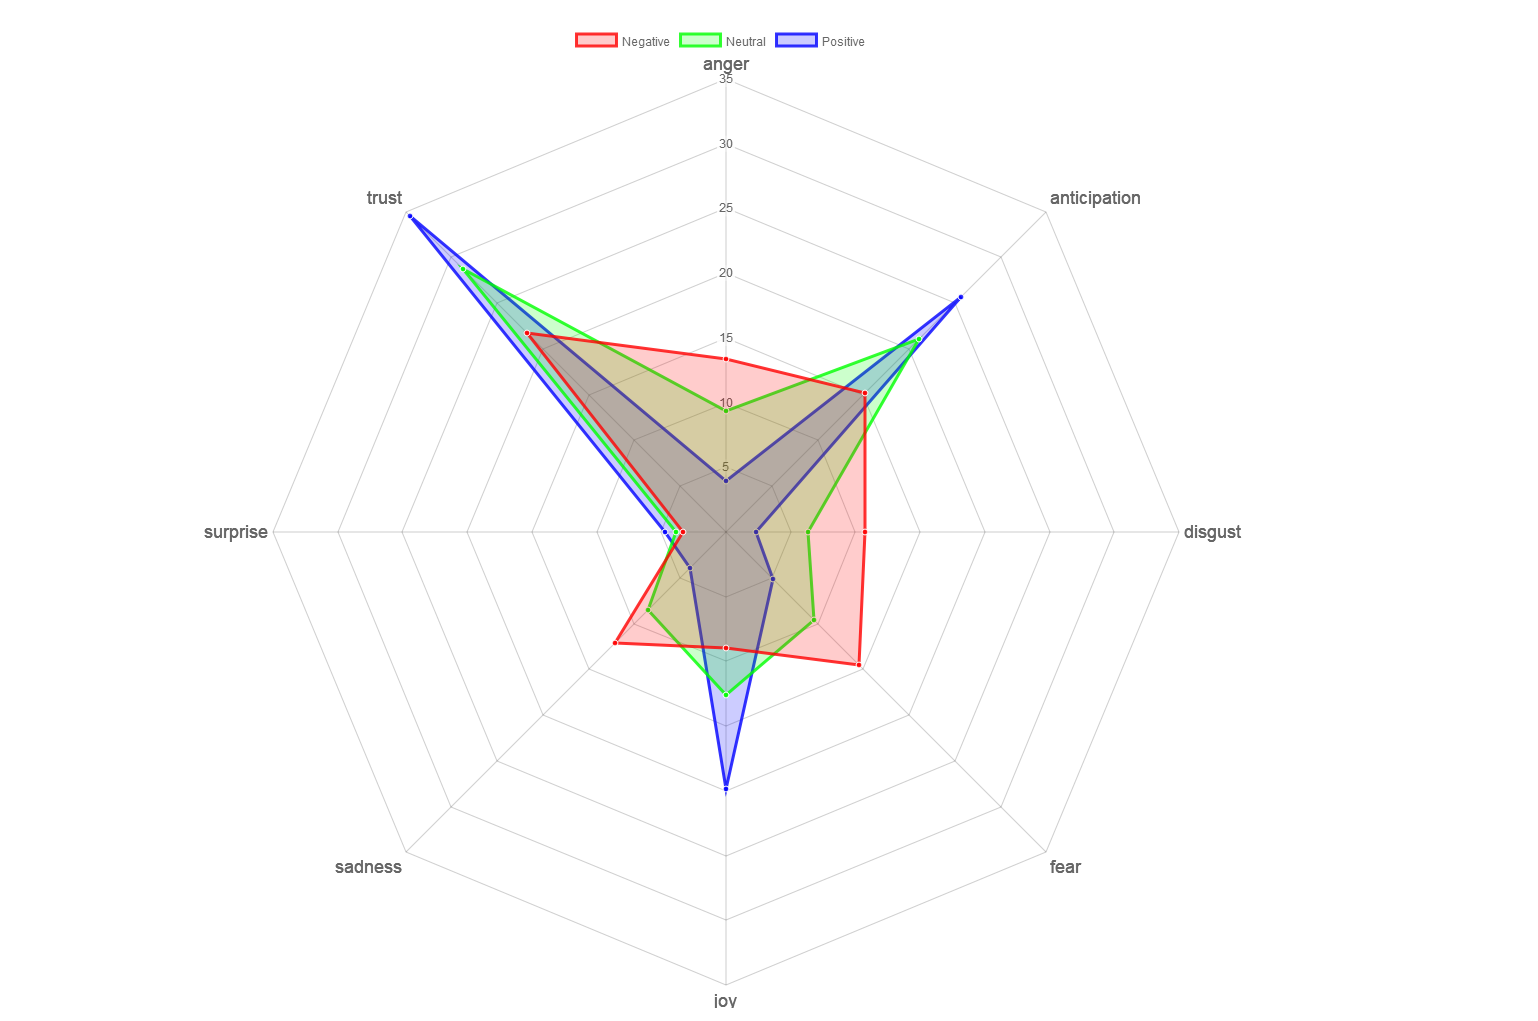 Negative Neutral Positive
anger
35
trust
anticipation
30
25
20
15
10
5
surprise
disgust
sadness
fear
joy